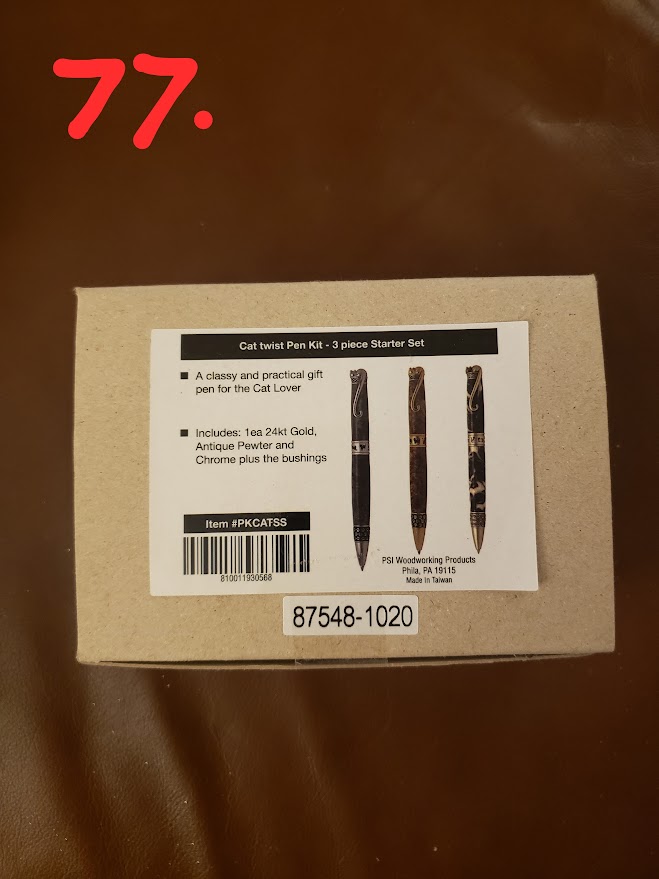 77.
Cat twist Pen Kit - 3 piece Starter Set
A classy and practical gift
pen for the Cat Lover
Includes: 1ea 24kt Gold,
Antique Pewter and
Chrome plus the bushings
Item #PKCATSS
810011930568
PSI Woodworking Products
Phila, PA 19115
Made In Taiwan
87548-1020